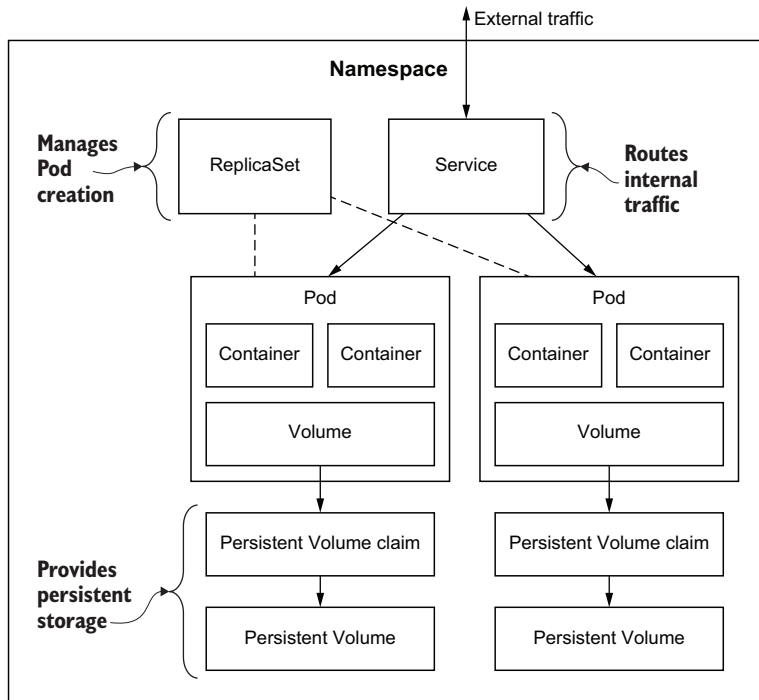 External traffic
Namespace
Manages
Pod
creation
ReplicaSet
Service
Routes
internal
traffic
Pod
Container
Container
Volume
Pod
Container
Container
Volume
Provides
persistent
storage
Persistent Volume claim
Persistent Volume
Persistent Volume claim
Persistent Volume